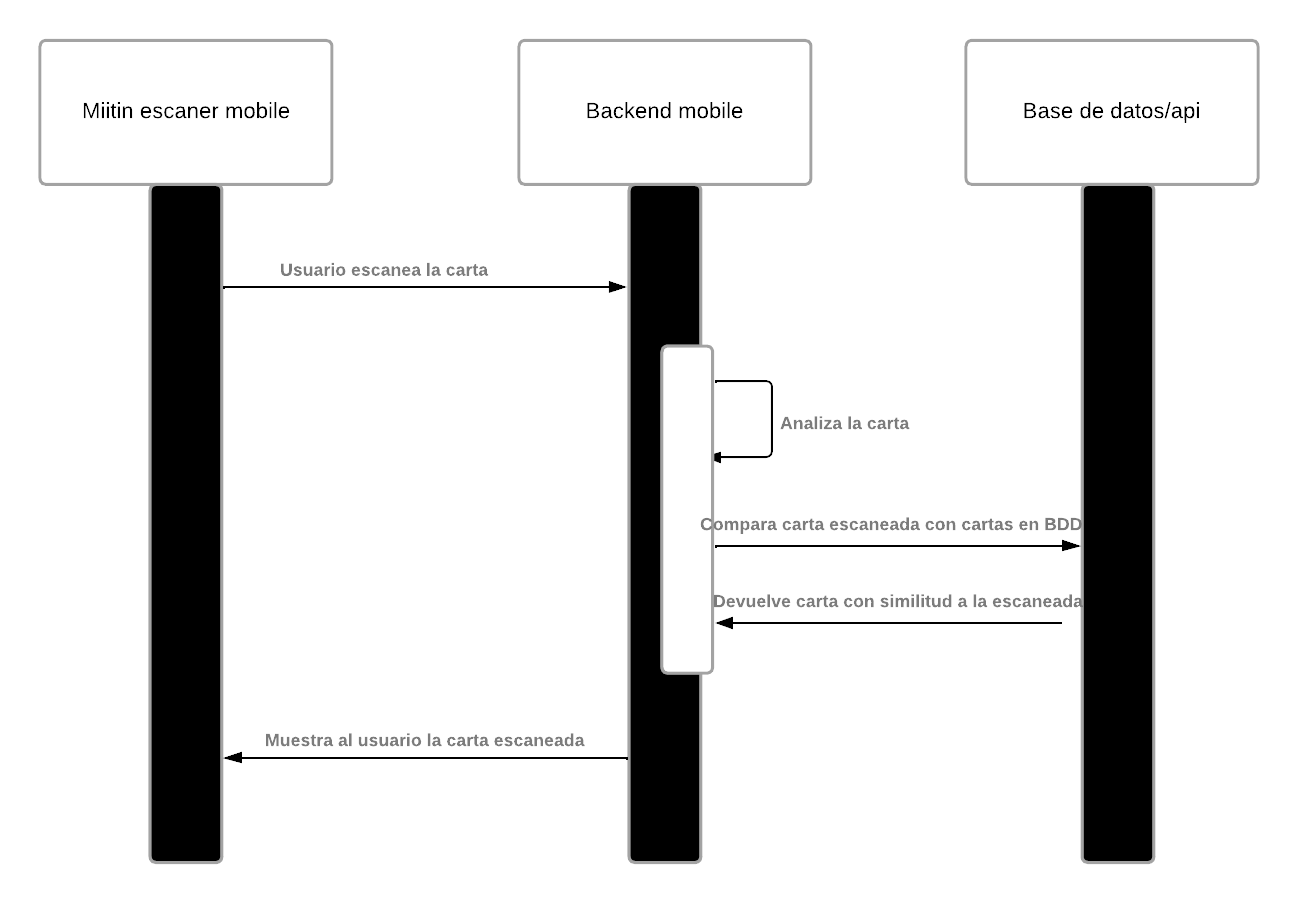 Miitin escaner mobile
Backend mobile
Base de datos/api
Usuario escanea la carta
Analiza la carta
Compara carta escaneada con cartas en BDD
Devuelve carta con similitud a la escaneada
Muestra al usuario la carta escaneada